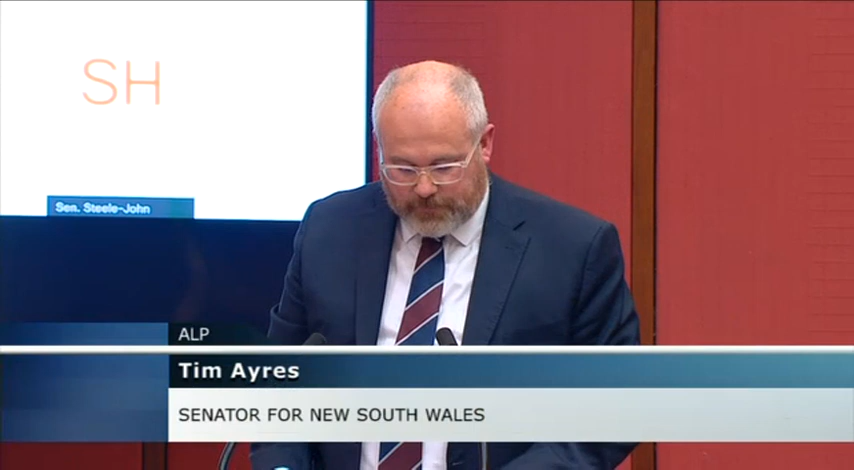 SH
Sen. Steele-John
ALP
Tim Ayres
SENATOR FOR NEW SOUTH WALES